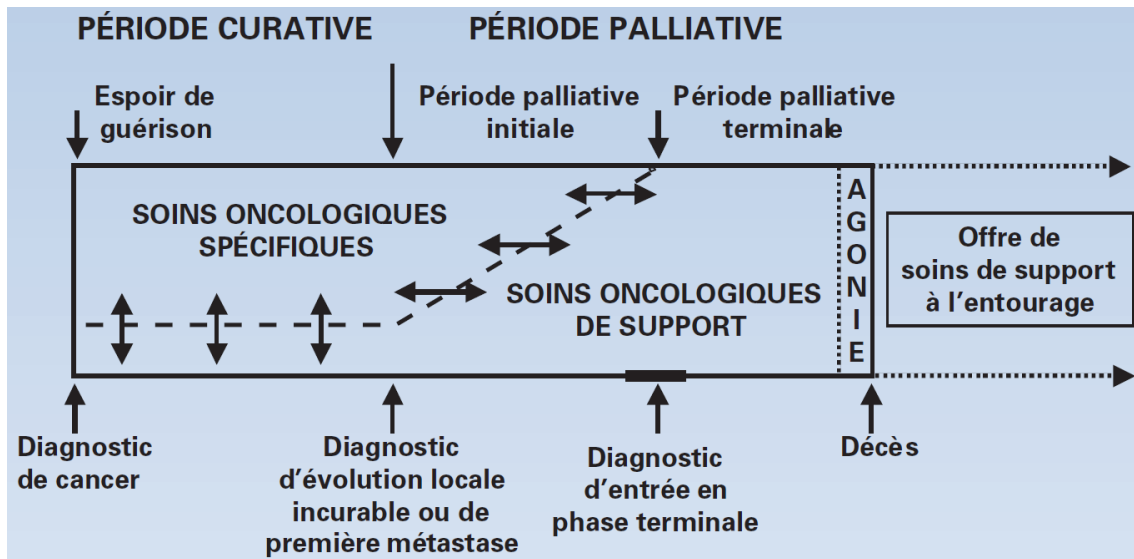 PÉRIODE CURATIVE
PÉRIODE PALLIATIVE
Espoir de
guérison
Période palliative
initiale
Période palliative
terminale
SOINS ONCOLOGIQUES
SPÉCIFIQUES
SOINS ONCOLOGIQUES
DE SUPPORT
A
G
O
N
I
E
Offre de
soins de support
à l'entourage
Diagnostic
de cancer
Diagnostic
d'évolution locale
incurable ou de
première métastase
Diagnostic
d'entrée en
phase terminale
Décès